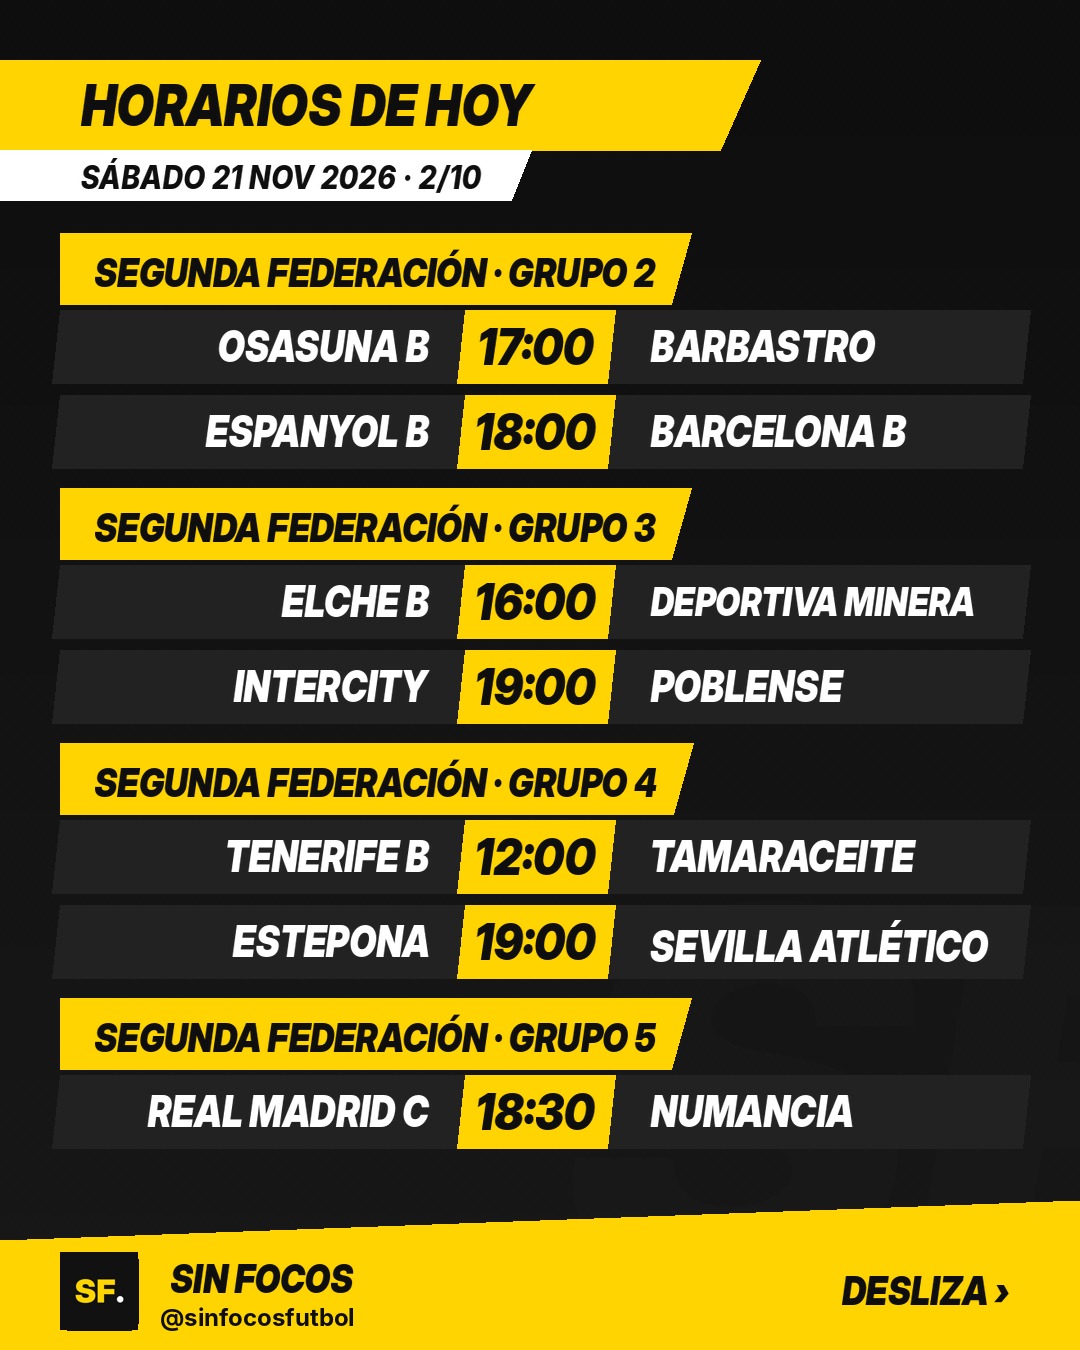 HORARIOS DE HOY
SÁBADO 21 NOV 2026 · 2/10
SEGUNDA FEDERACIÓN · GRUPO 2
OSASUNA B 17:00 BARBASTRO
ESPANYOL B 18:00 BARCELONA B
SEGUNDA FEDERACIÓN · GRUPO 3
ELCHE B 16:00 DEPORTIVA MINERA
INTERCITY 19:00 POBLENSE
SEGUNDA FEDERACIÓN · GRUPO 4
TENERIFE B 12:00 TAMARACEITE
ESTEPONA 19:00 SEVILLA ATLÉTICO
SEGUNDA FEDERACIÓN · GRUPO 5
REAL MADRID C 18:30 NUMANCIA
SF.
SIN FOCOS
@sinfocosfutbol
DESLIZA ›